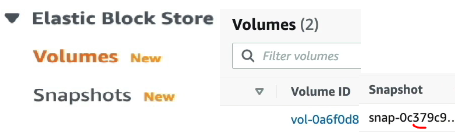 Elastic Block Store
Volumes New
Snapshots New
Volumes (2)
Filter volumes
Volume ID Snapshot
vol-0a6f0d8 snap-0c379c9..